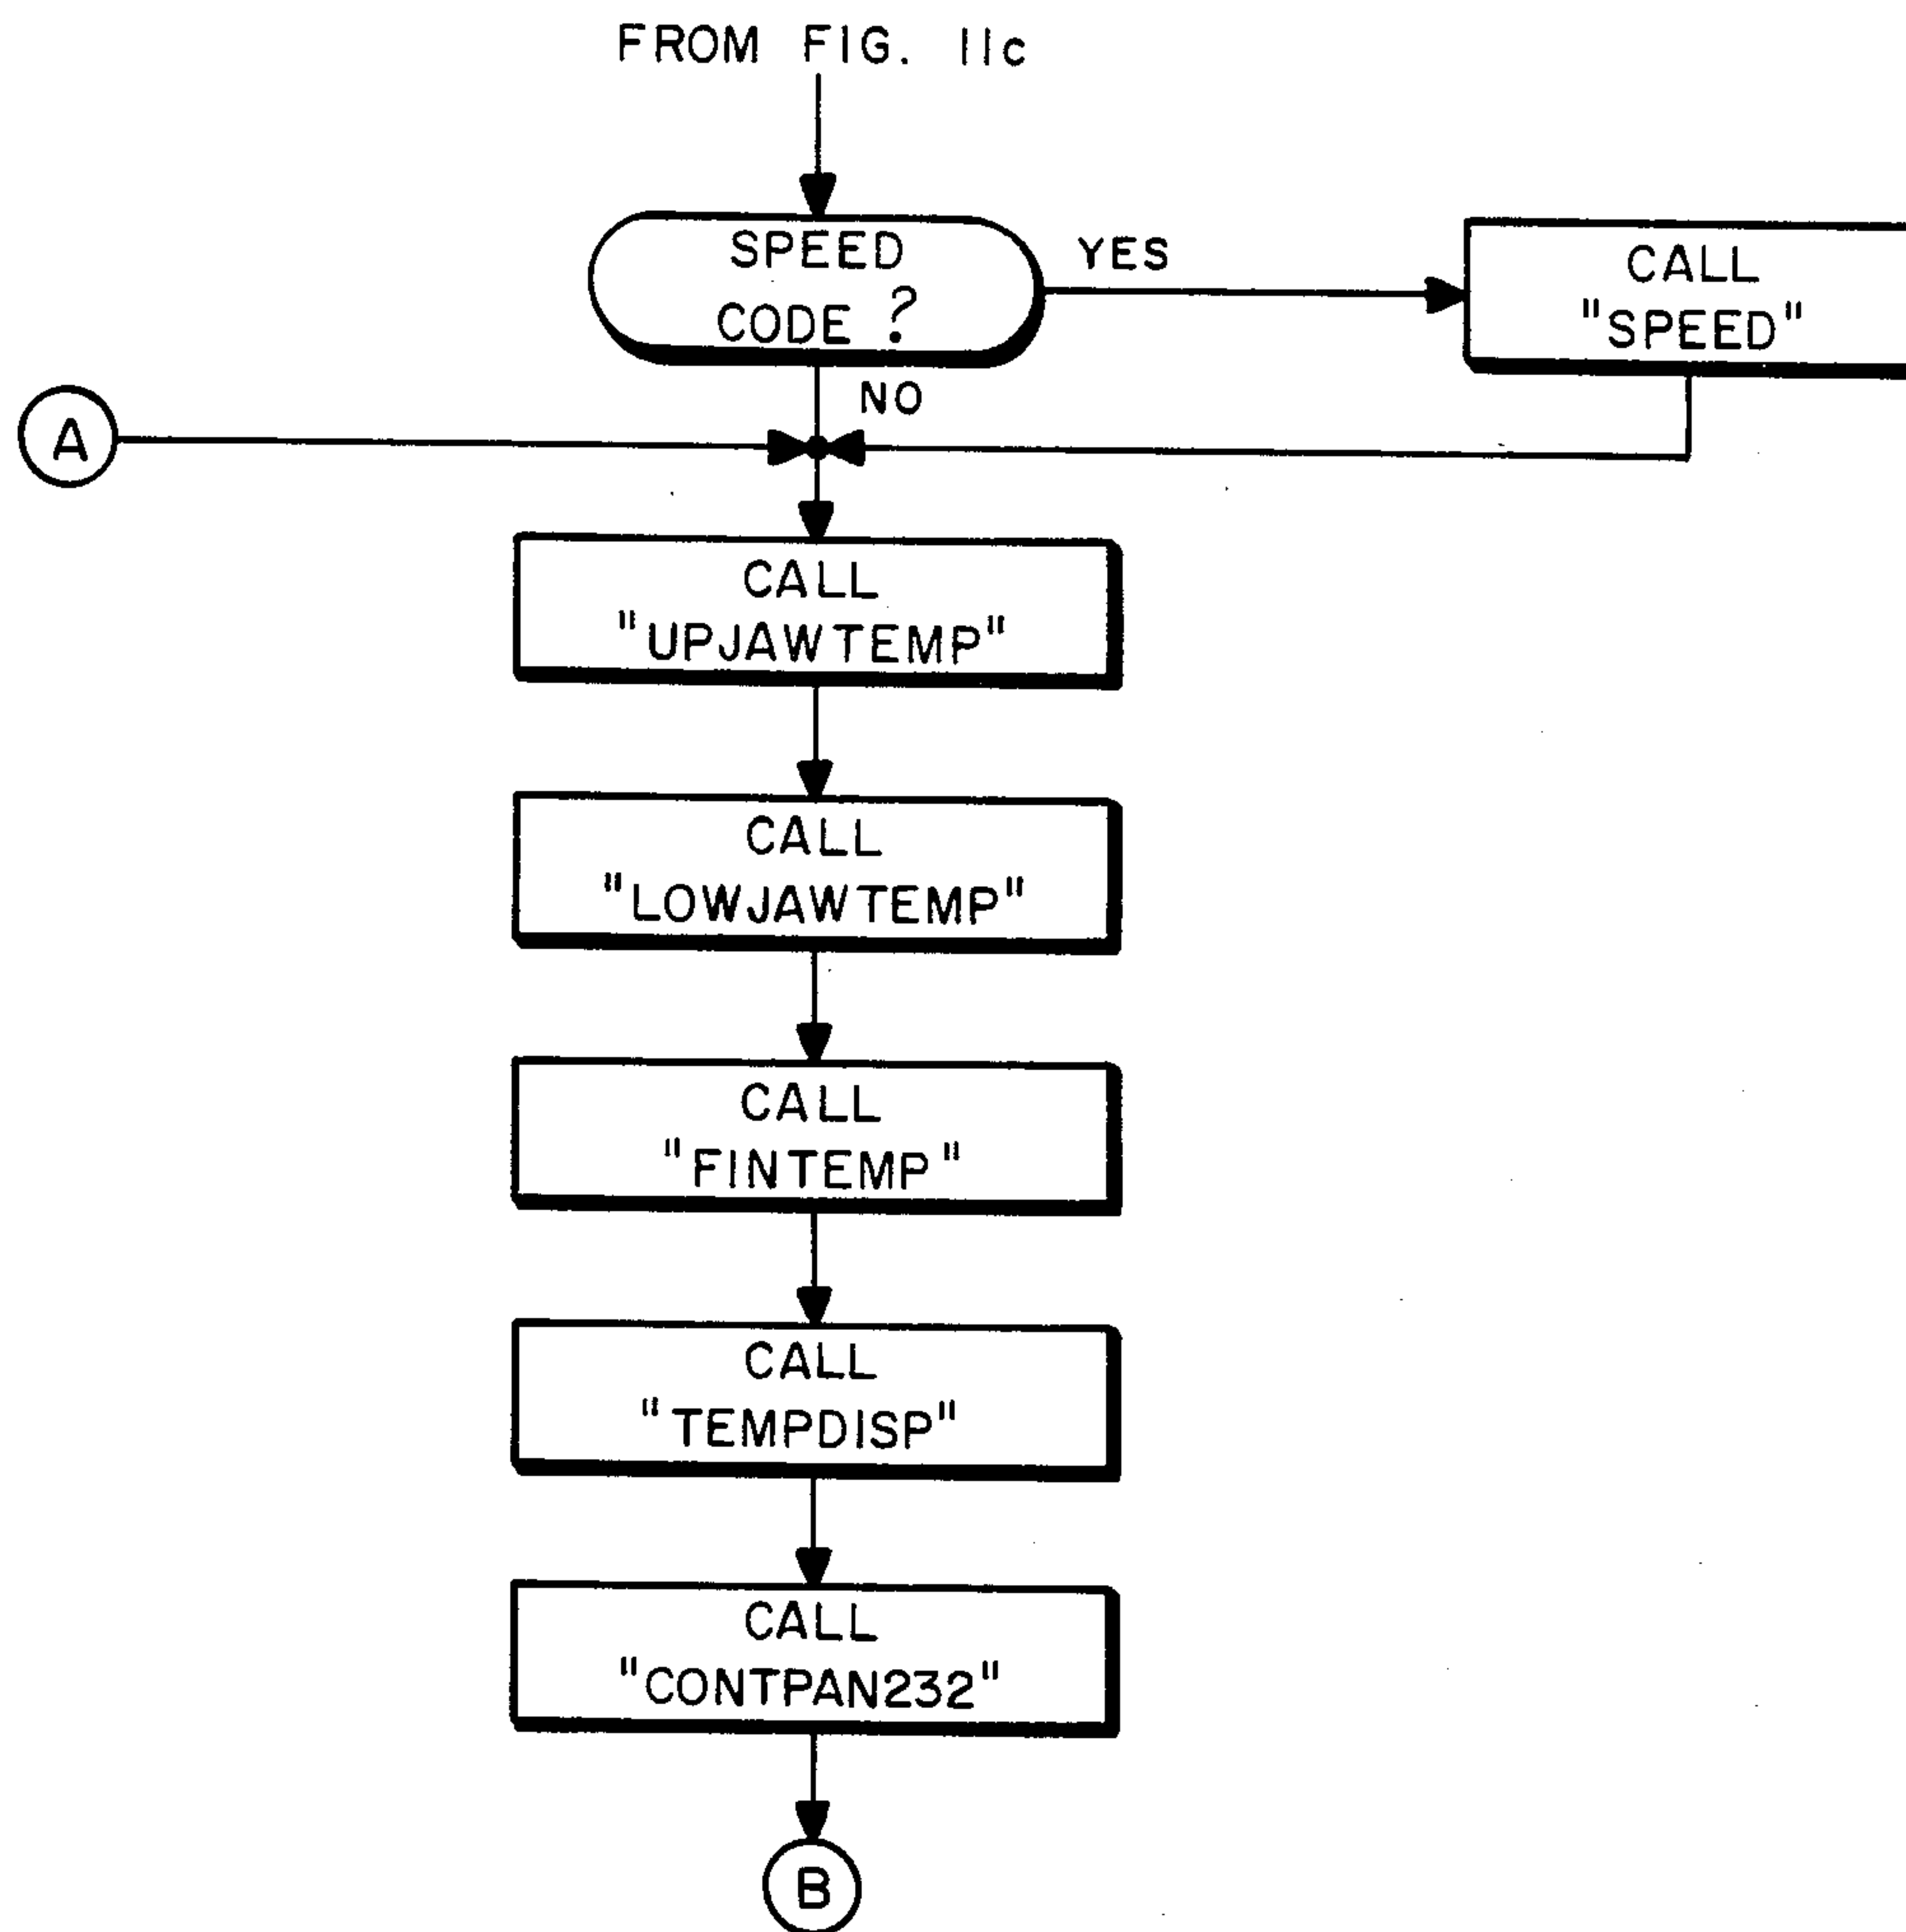 FROM FIG. 11c
SPEED
CODE ?
YES
CALL
"SPEED"
NO
A
CALL
"UPJAWTEMP"
CALL
"LOWJAWTEMP"
CALL
"FINTEMP"
CALL
"TEMPDISP"
CALL
"CONTPAN232"
B